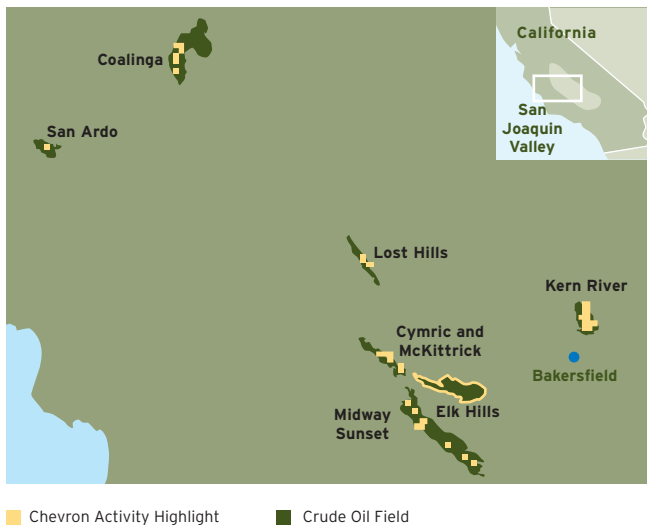 California
Coalinga
San
Joaquin
Valley
San Ardo
Lost Hills
Kern River
Cymric and
McKittrick
Bakersfield
Elk Hills
Midway
Sunset
Chevron Activity Highlight
Crude Oil Field